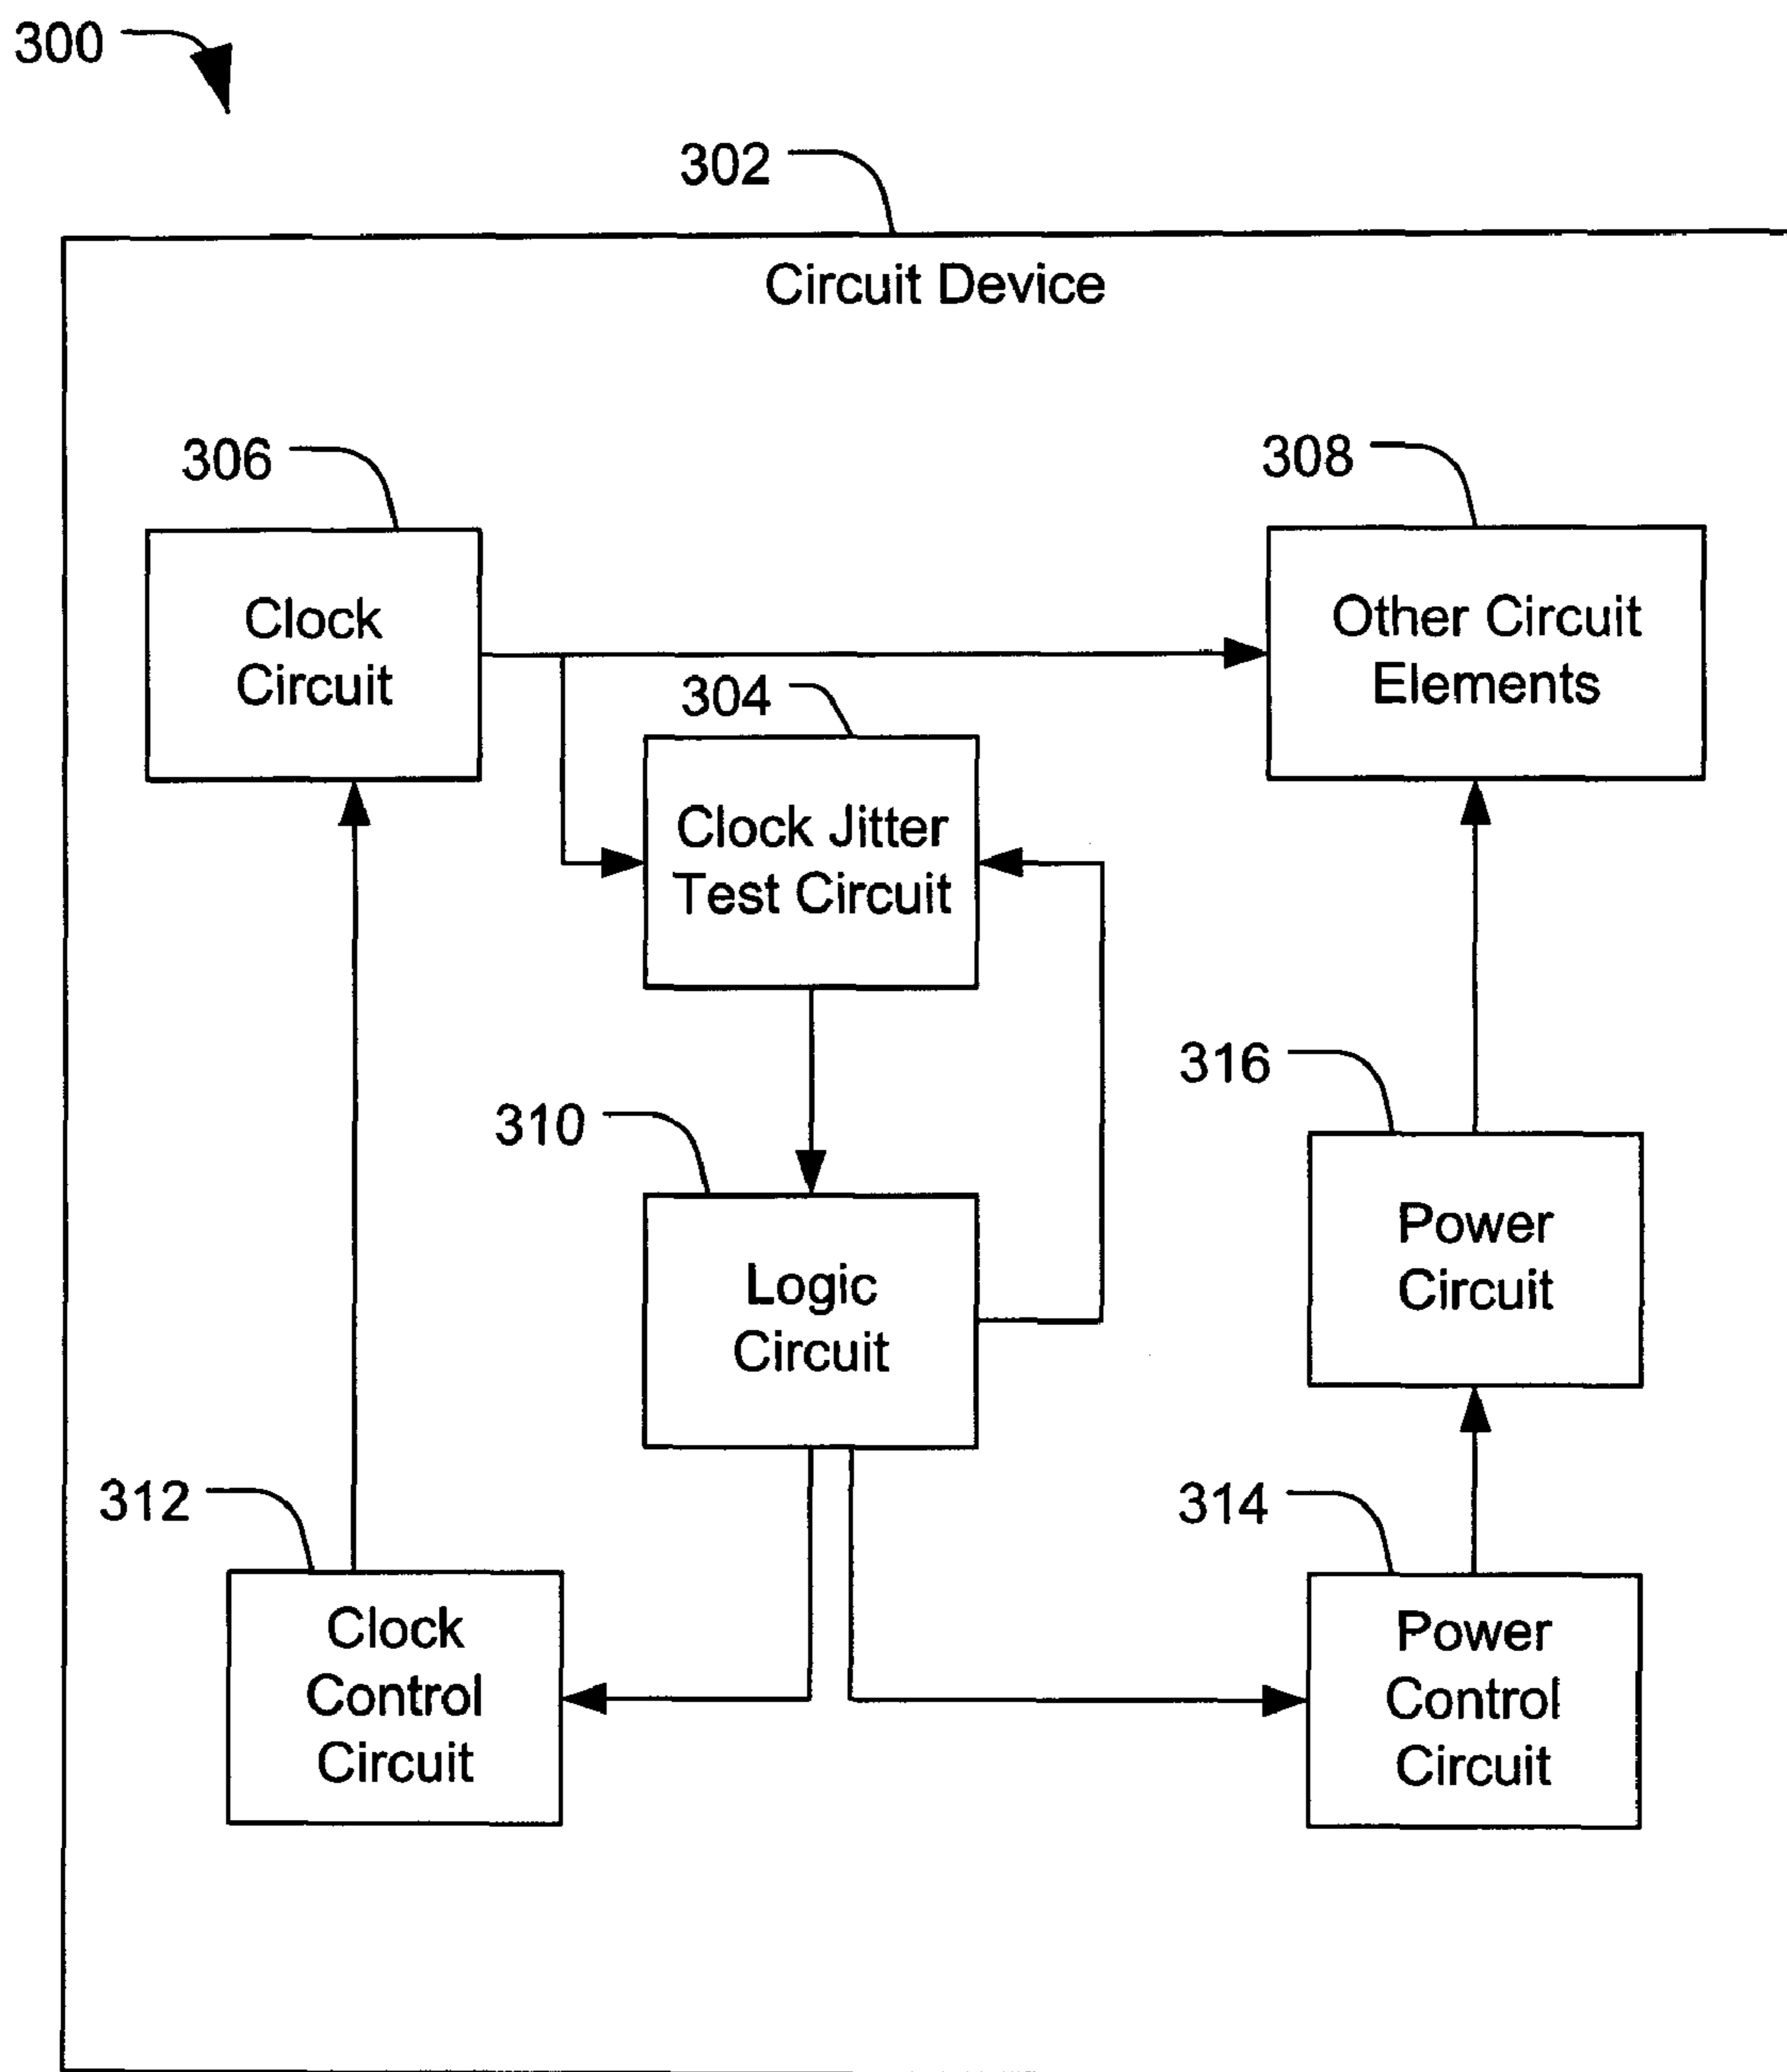 300
302
Circuit Device
306
308
Clock
Circuit
Other Circuit
Elements
304
Clock Jitter
Test Circuit
316
310
Power
Circuit
Logic
Circuit
312
314
Clock
Control
Circuit
Power
Control
Circuit